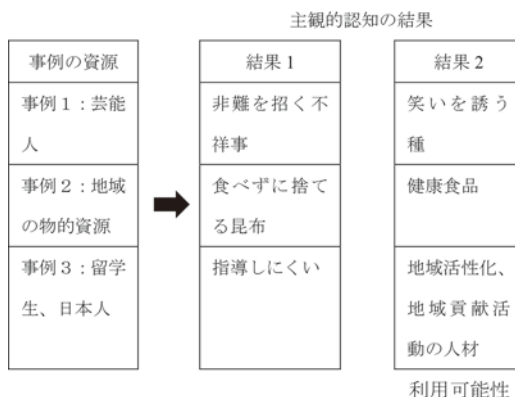 主観的認知の結果
事例の資源
事例1：芸能
人
事例2：地域
の物的資源
事例3：留学
生、日本人
結果1
非難を招く不
祥事
食べずに捨て
る昆布
指導しにくい
結果2
笑いを誘う
種
健康食品
地域活性化、
地域貢献活
動の人材
利用可能性